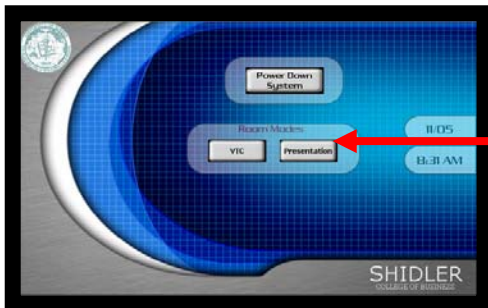 Power Down
System
Room Modes
VTC
Presentation
11/05
8:31 AM
SHIDLER
COLLEGE OF BUSINESS